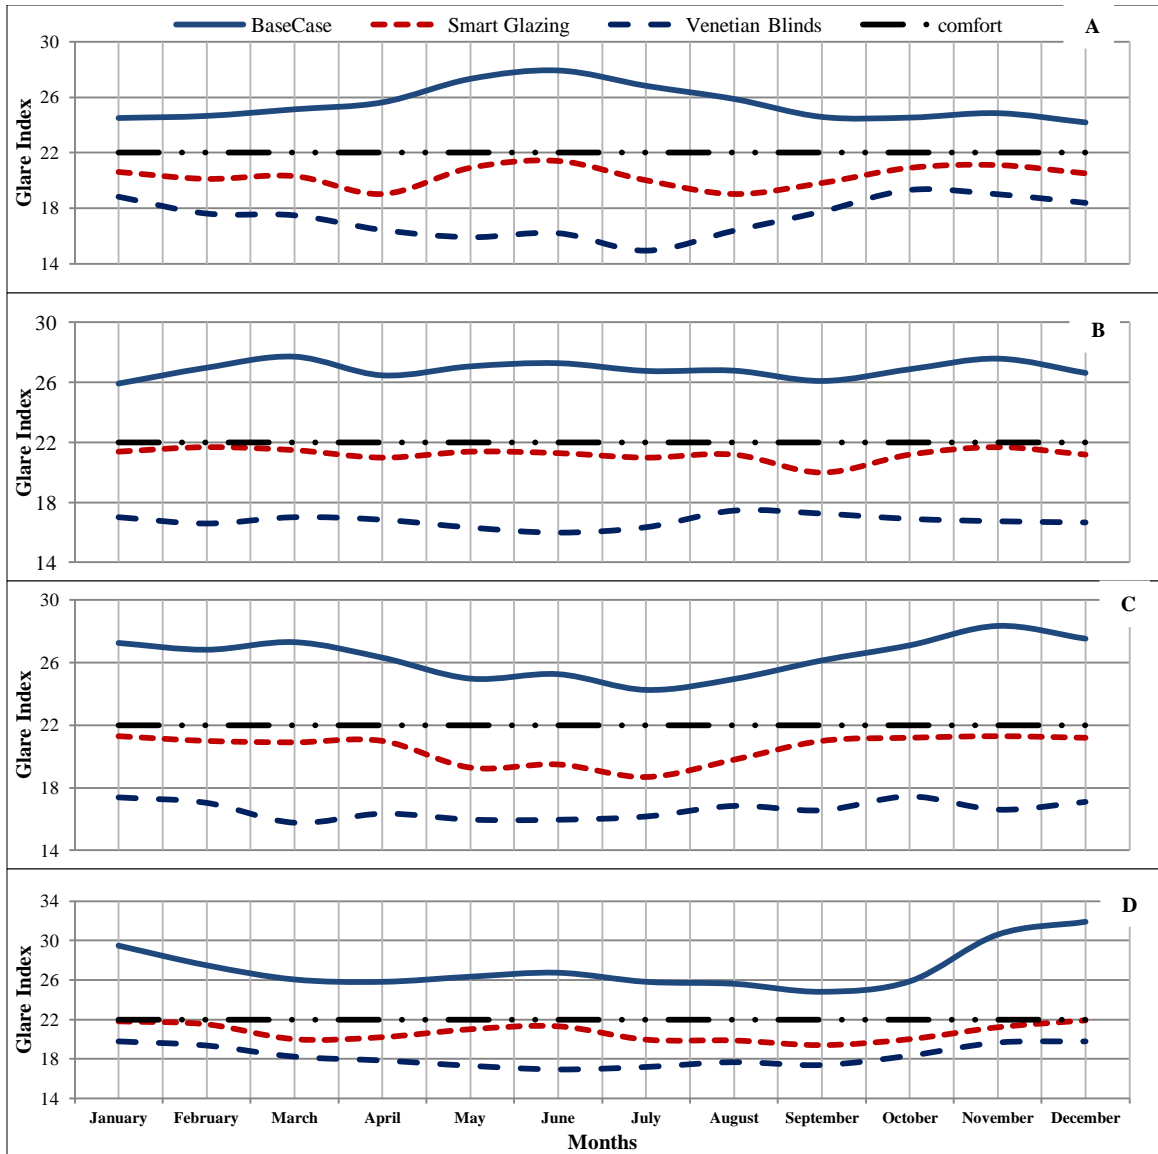 BaseCase Smart Glazing Venetian Blinds comfort
A
30
26
22
18
14
Glare Index
B
30
26
22
18
14
Glare Index
C
30
26
22
18
14
Glare Index
D
34
30
26
22
18
14
Glare Index
January February March April May June July August September October November December
Months